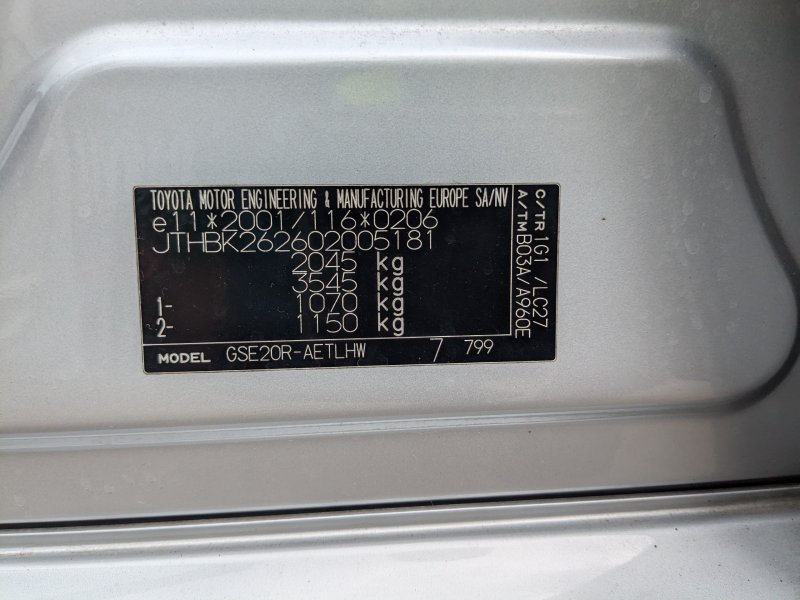 TOYOTA MOTOR ENGINEERING & MANUFACTURING EUROPE SA/NV
e11*2001/116*0206
JTHBK262602005181
2045 kg
3545 kg
1- 1070 kg
2- 1150 kg
MODEL GSE20R-AETLHW 7 799
C/TR 1G1 /LC27
A/TM B03A/A960E